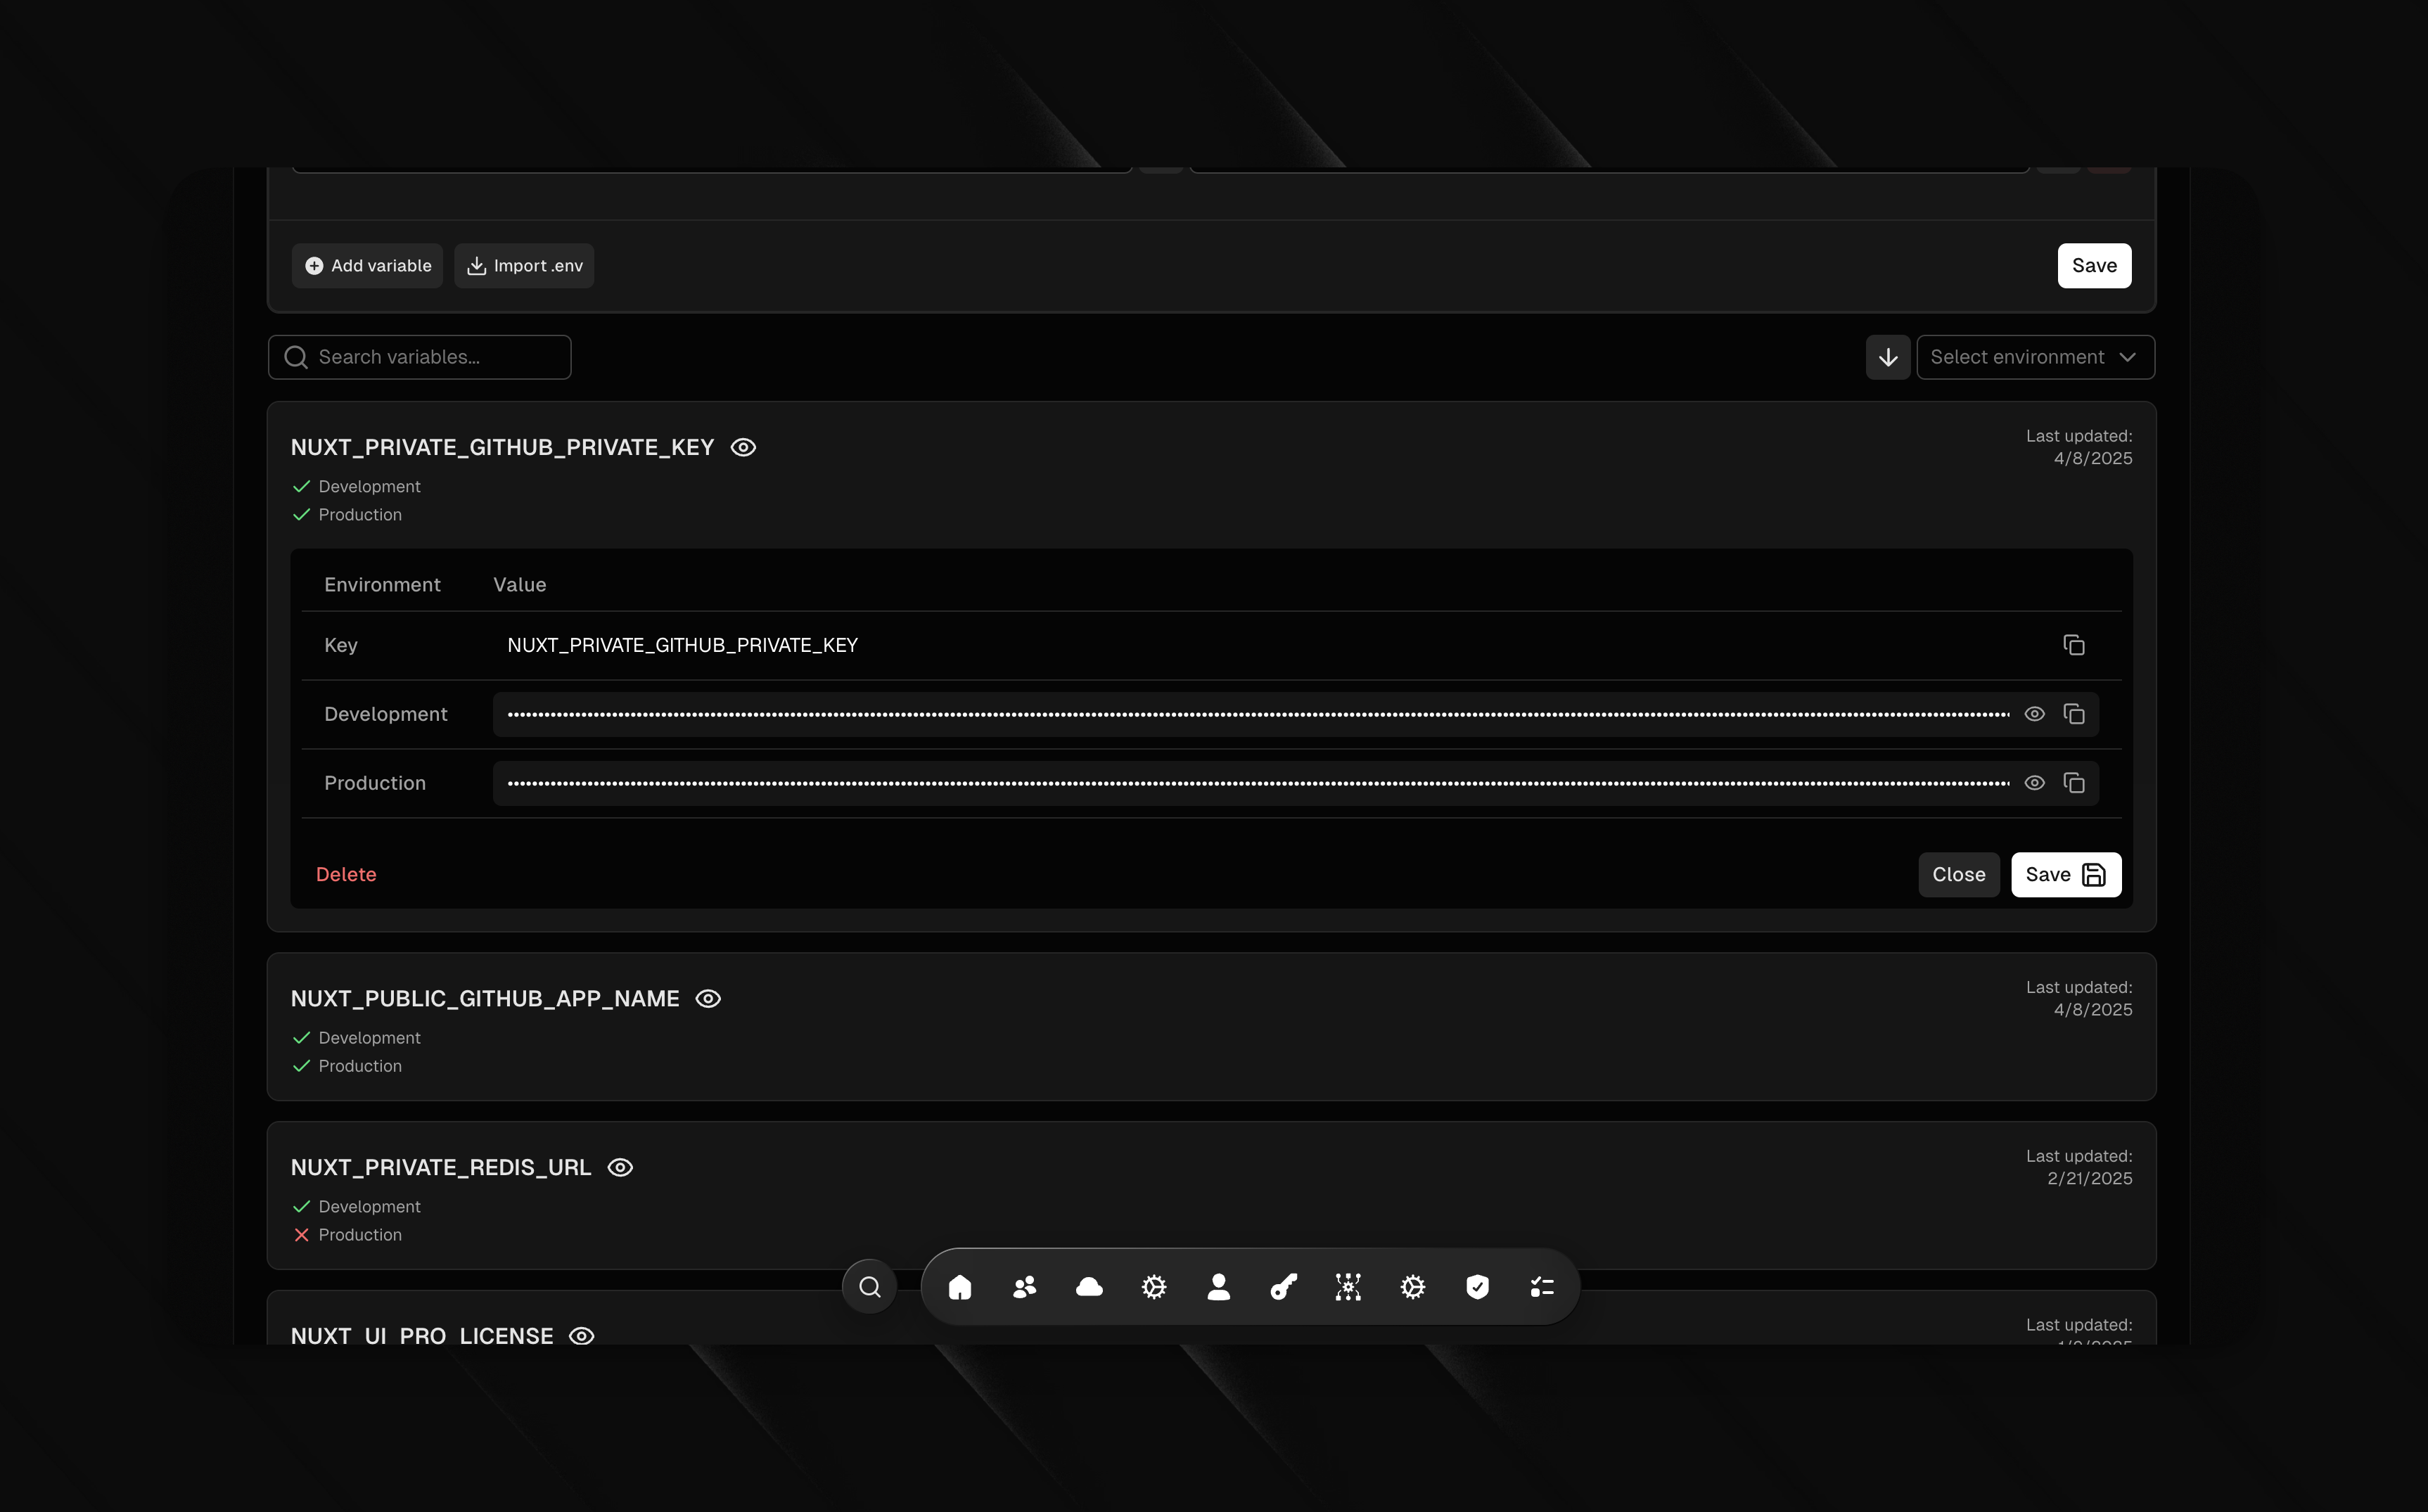 Add variable Import .env Save
Search variables... Select environment
NUXT_PRIVATE_GITHUB_PRIVATE_KEY
Last updated:
4/8/2025
Development
Production
Environment Value
Key NUXT_PRIVATE_GITHUB_PRIVATE_KEY
Development
Production
Delete Close Save
NUXT_PUBLIC_GITHUB_APP_NAME
Last updated:
4/8/2025
Development
Production
NUXT_PRIVATE_REDIS_URL
Last updated:
2/21/2025
Development
Production
NUXT_UI_PRO_LICENSE
Last updated: